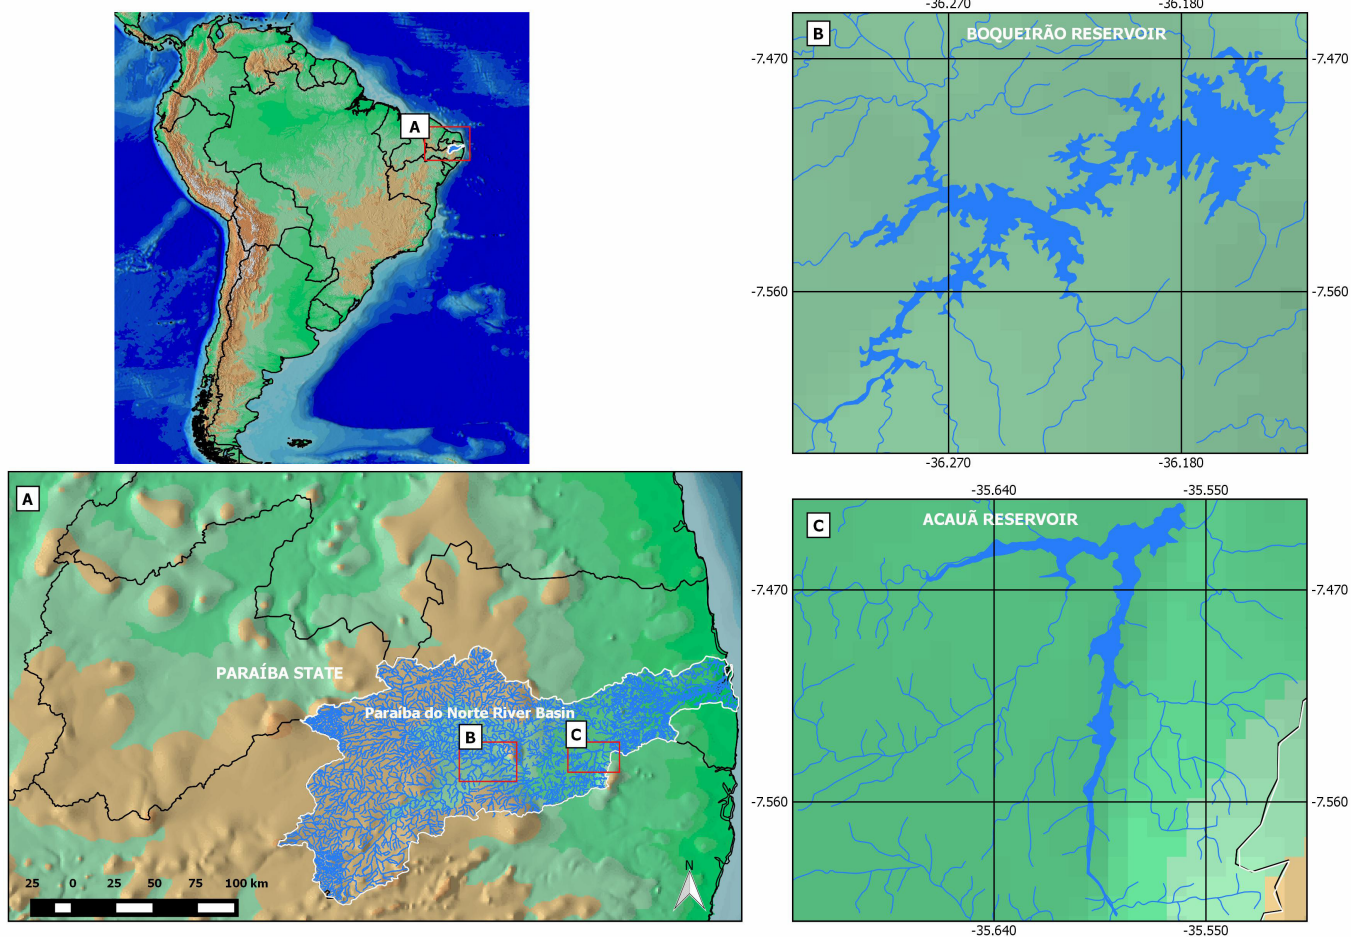 A
B
BOQUEIRÃO RESERVOIR
-36.270
-36.180
-7.470
-7.470
-7.560
-7.560
-36.270
-36.180
A
PARAÍBA STATE
Paraíba do Norte River Basin
B
C
N
25 0 25 50 75 100 km
C
ACAUÃ RESERVOIR
-35.640
-35.550
-7.470
-7.470
-7.560
-7.560
-35.640
-35.550